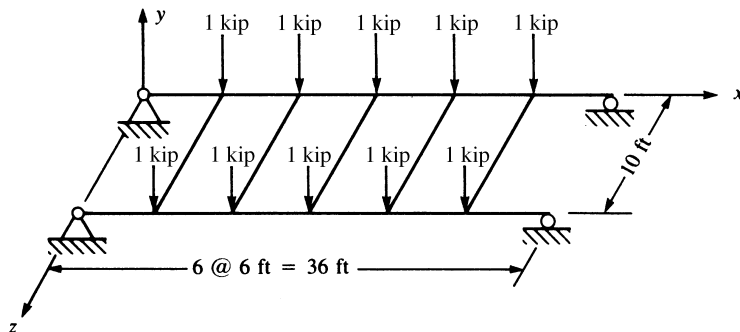 y
1 kip 1 kip 1 kip 1 kip 1 kip
x
1 kip 1 kip 1 kip 1 kip 1 kip
10 ft
6 @ 6 ft = 36 ft
z